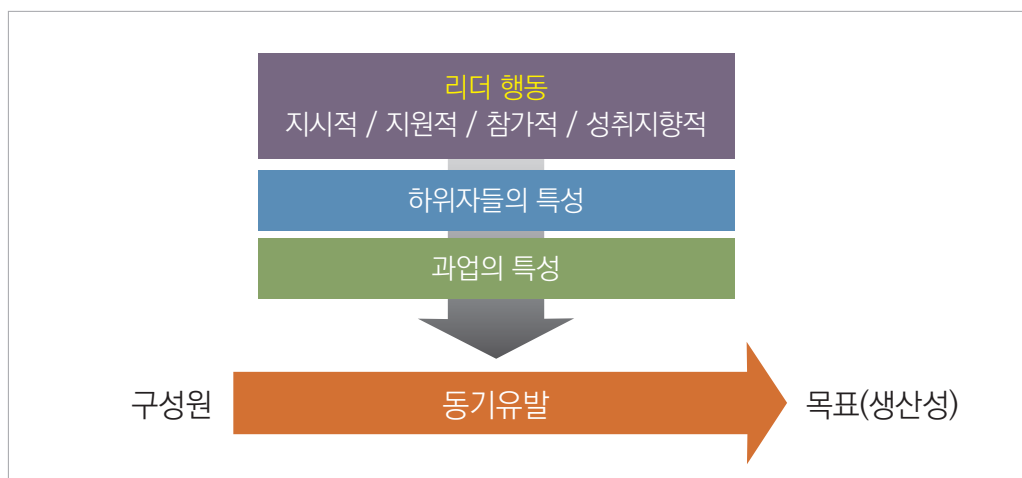 리더 행동
지시적 / 지원적 / 참가적 / 성취지향적
하위자들의 특성
과업의 특성
구성원 동기유발 목표(생산성)